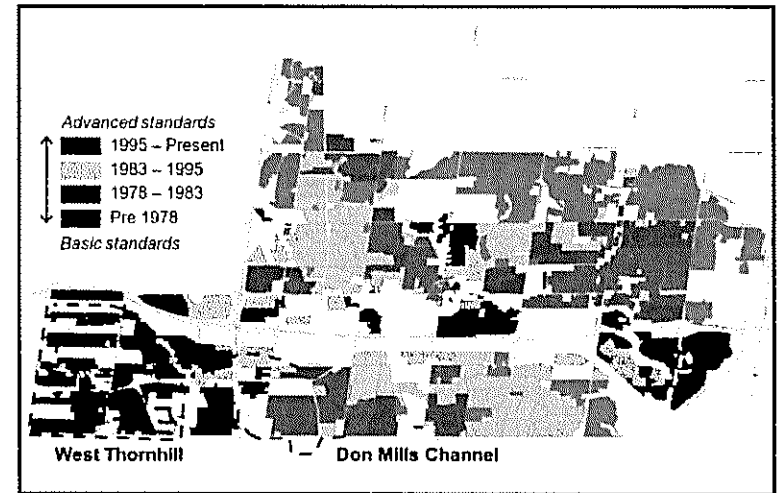 Advanced standards
1995 – Present
1983 – 1995
1978 – 1983
Pre 1978
Basic standards
West Thornhill
Don Mills Channel